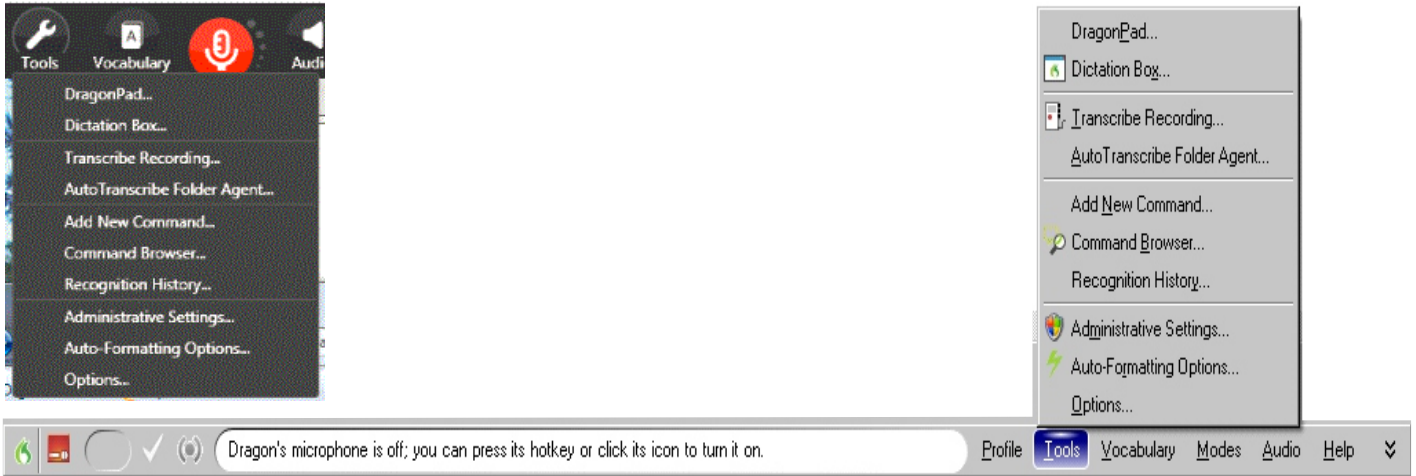 Tools Vocabulary Audi
DragonPad...
Dictation Box...
Transcribe Recording...
AutoTranscribe Folder Agent...
Add New Command...
Command Browser...
Recognition History...
Administrative Settings...
Auto-Formatting Options...
Options...
DragonPad...
Dictation Box...
Transcribe Recording...
AutoTranscribe Folder Agent...
Add New Command...
Command Browser...
Recognition History...
Administrative Settings...
Auto-Formatting Options...
Options...
Dragon's microphone is off; you can press its hotkey or click its icon to turn it on. Profile Tools Vocabulary Modes Audio Help